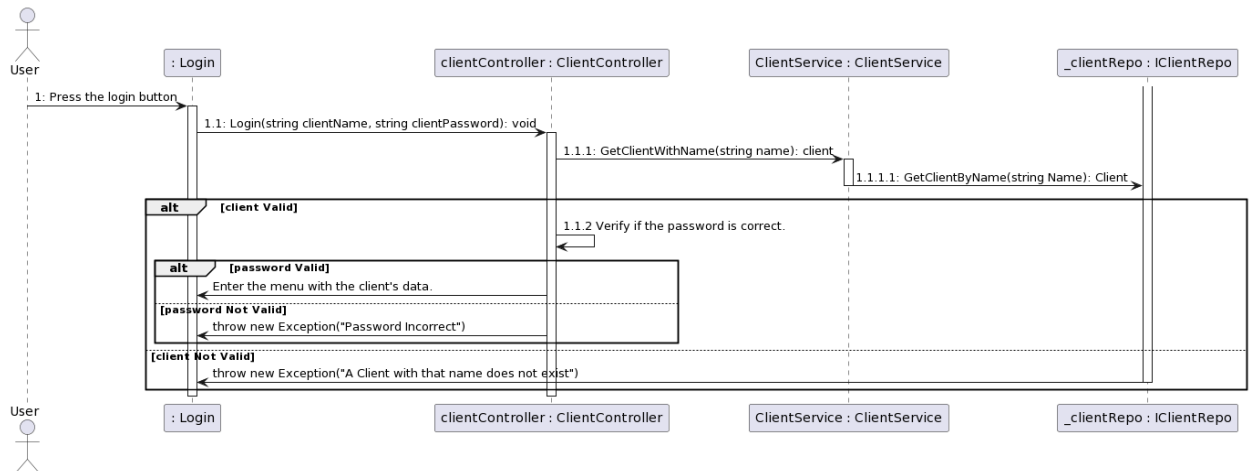 User
: Login
clientController : ClientController
ClientService : ClientService
_clientRepo : IClientRepo
1: Press the login button
1.1: Login(string clientName, string clientPassword): void
1.1.1: GetClientWithName(string name): client
1.1.1.1: GetClientByName(string Name): Client
alt [client Valid]
1.1.2 Verify if the password is correct.
alt [password Valid]
Enter the menu with the client's data.
[password Not Valid]
throw new Exception("Password Incorrect")
[client Not Valid]
throw new Exception("A Client with that name does not exist")
User
: Login
clientController : ClientController
ClientService : ClientService
_clientRepo : IClientRepo